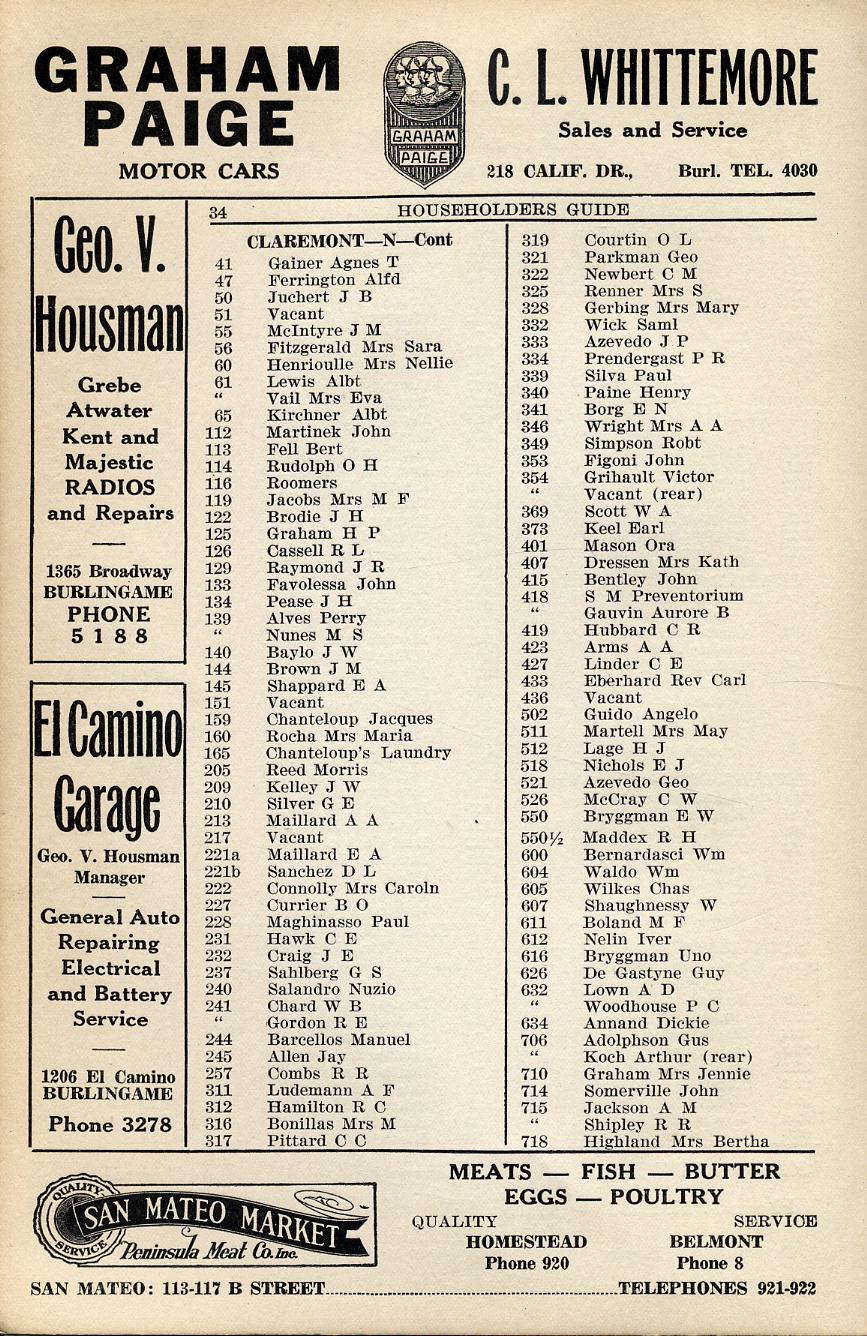 GRAHAM
PAIGE
MOTOR CARS
GRAHAM
PAIGE
C. L. WHITTEMORE
Sales and Service
218 CALIF. DR., Burl. TEL. 4030
Geo. V.
Housman
Grebe
Atwater
Kent and
Majestic
RADIOS
and Repairs
1365 Broadway
BURLINGAME
PHONE
5 1 8 8
El Camino
Garage
Geo. V. Housman
Manager
General Auto
Repairing
Electrical
and Battery
Service
1206 El Camino
BURLINGAME
Phone 3278
34 HOUSEHOLDERS GUIDE
CLAREMONT—N—Cont
41 Gainer Agnes T
47 Ferrington Alfd
50 Juchert J B
51 Vacant
55 McIntyre J M
56 Fitzgerald Mrs Sara
60 Henrioulle Mrs Nellie
61 Lewis Albt
“ Vail Mrs Eva
65 Kirchner Albt
112 Martinek John
113 Fell Bert
114 Rudolph O H
116 Roomers
119 Jacobs Mrs M F
122 Brodie J H
125 Graham H P
126 Cassell R L
129 Raymond J R
133 Favolessa John
134 Pease J H
139 Alves Perry
“ Nunes M S
140 Baylo J W
144 Brown J M
145 Shappard E A
151 Vacant
159 Chanteloup Jacques
160 Rocha Mrs Maria
165 Chanteloup's Laundry
205 Reed Morris
209 Kelley J W
210 Silver G E
213 Maillard A A
217 Vacant
221a Maillard E A
221b Sanchez D L
222 Connolly Mrs Caroln
227 Currier B O
228 Maghinasso Paul
231 Hawk C E
232 Craig J E
237 Sahlberg G S
240 Salandro Nuzio
241 Chard W B
“ Gordon R E
244 Barcellos Manuel
245 Allen Jay
257 Combs R R
311 Ludemann A F
312 Hamilton R C
316 Bonillas Mrs M
317 Pittard C C
319 Courtin O L
321 Parkman Geo
322 Newbert C M
325 Renner Mrs S
328 Gerbing Mrs Mary
332 Wick Saml
333 Azevedo J P
334 Prendergast P R
339 Silva Paul
340 Paine Henry
341 Borg E N
346 Wright Mrs A A
349 Simpson Robt
353 Figoni John
354 Grihault Victor
“ Vacant (rear)
369 Scott W A
373 Keel Earl
401 Mason Ora
407 Dressen Mrs Kath
415 Bentley John
418 S M Preventorium
“ Gauvin Aurore B
419 Hubbard C R
423 Arms A A
427 Linder C E
433 Eberhard Rev Carl
436 Vacant
502 Guido Angelo
511 Martell Mrs May
512 Lage H J
518 Nichols E J
521 Azevedo Geo
526 McCray C W
550 Bryggman E W
550½ Maddex R H
600 Bernardasci Wm
604 Waldo Wm
605 Wilkes Chas
607 Shaughnessy W
611 Boland M F
612 Nelin Iver
616 Bryggman Uno
626 De Gastyne Guy
632 Lown A D
“ Woodhouse P C
634 Annand Dickie
706 Adolphson Gus
“ Koch Arthur (rear)
710 Graham Mrs Jennie
714 Somerville John
715 Jackson A M
“ Shipley R R
718 Highland Mrs Bertha
QUALITY
SERVICE
SAN MATEO MARKET
Peninsula Meat Co. Inc.
MEATS — FISH — BUTTER
EGGS — POULTRY
QUALITY SERVICE
HOMESTEAD BELMONT
Phone 920 Phone 8
SAN MATEO: 113-117 B STREET........TELEPHONES 921-922